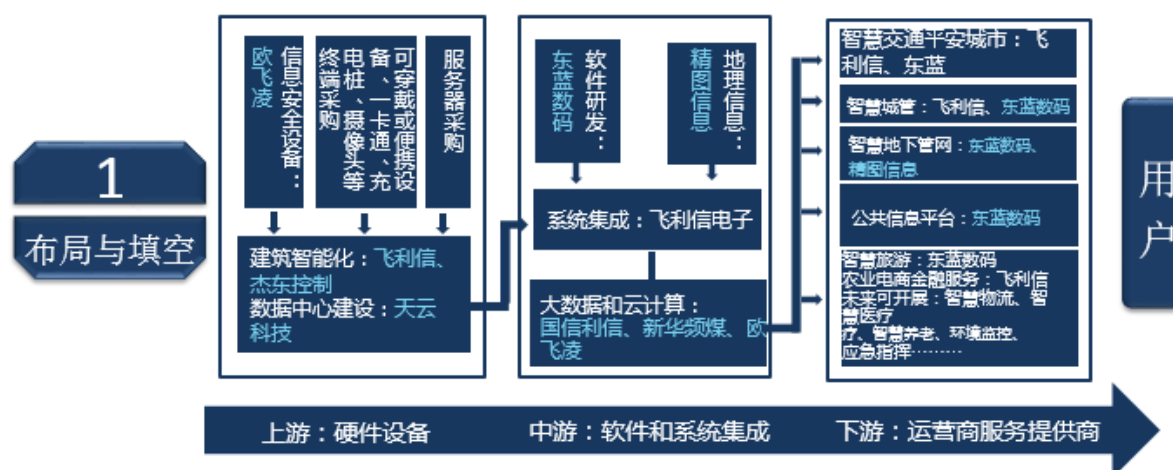 1
布局与填空
信息安全设备：
欧飞凌
可穿戴或便携设
备、一卡通、充
电桩、摄像头等
终端采购
服务器采购
建筑智能化：飞利信、
杰东控制
数据中心建设：天云
科技
软件研发：
东蓝数码
地理信息：
精图信息
系统集成：飞利信电子
大数据和云计算：
国信利信、新华频媒、欧
飞凌
智慧交通平安城市：飞
利信、东蓝
智慧城管：飞利信、东蓝数码
智慧地下管网：东蓝数码、
精图信息
公共信息平台：东蓝数码
智慧旅游：东蓝数码
农业电商金融服务：飞利信
未来可开展：智慧物流、智
慧医疗
疗、智慧养老、环境监控、
应急指挥………
用
户
上游：硬件设备
中游：软件和系统集成
下游：运营商服务提供商